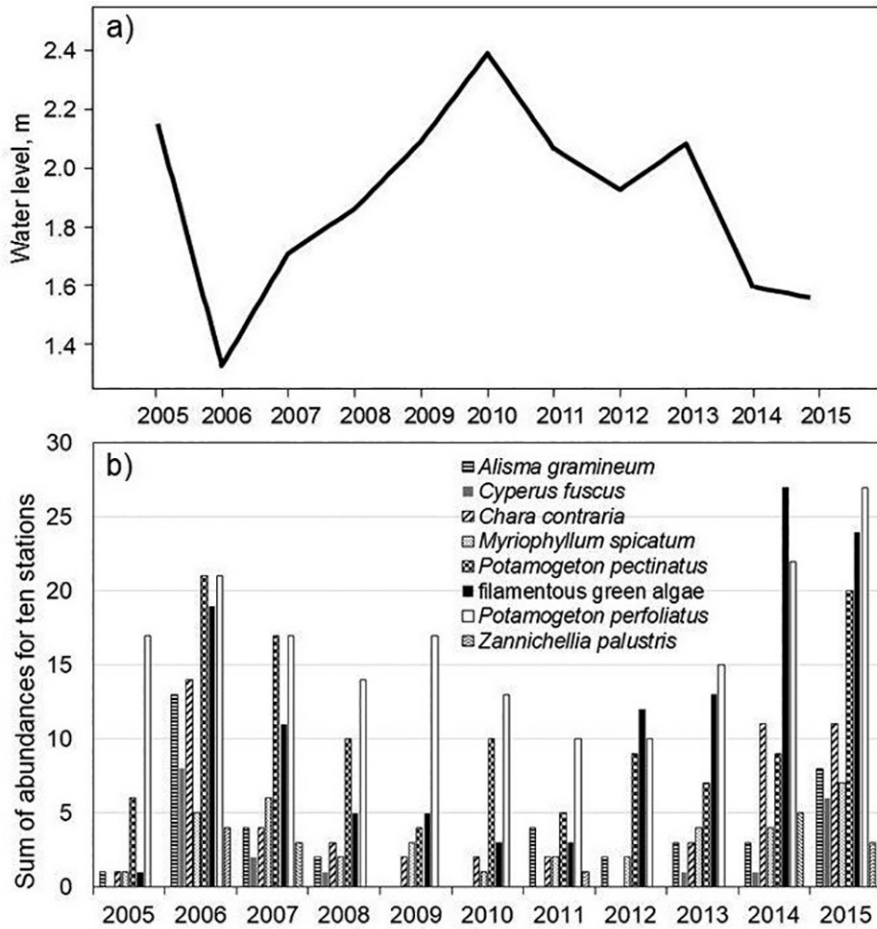 a)
Water level, m
2.4
2.2
2.0
1.8
1.6
1.4
2005 2006 2007 2008 2009 2010 2011 2012 2013 2014 2015
b)
Sum of abundances for ten stations
30
25
20
15
10
5
0
Alisma gramineum
Cyperus fuscus
Chara contraria
Myriophyllum spicatum
Potamogeton pectinatus
filamentous green algae
Potamogeton perfoliatus
Zannichellia palustris
2005 2006 2007 2008 2009 2010 2011 2012 2013 2014 2015